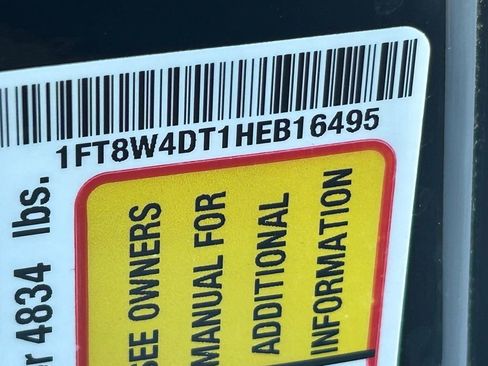 1FT8W4DT1HEB16495
4834 lbs.
SEE OWNERS
MANUAL FOR
ADDITIONAL
INFORMATION